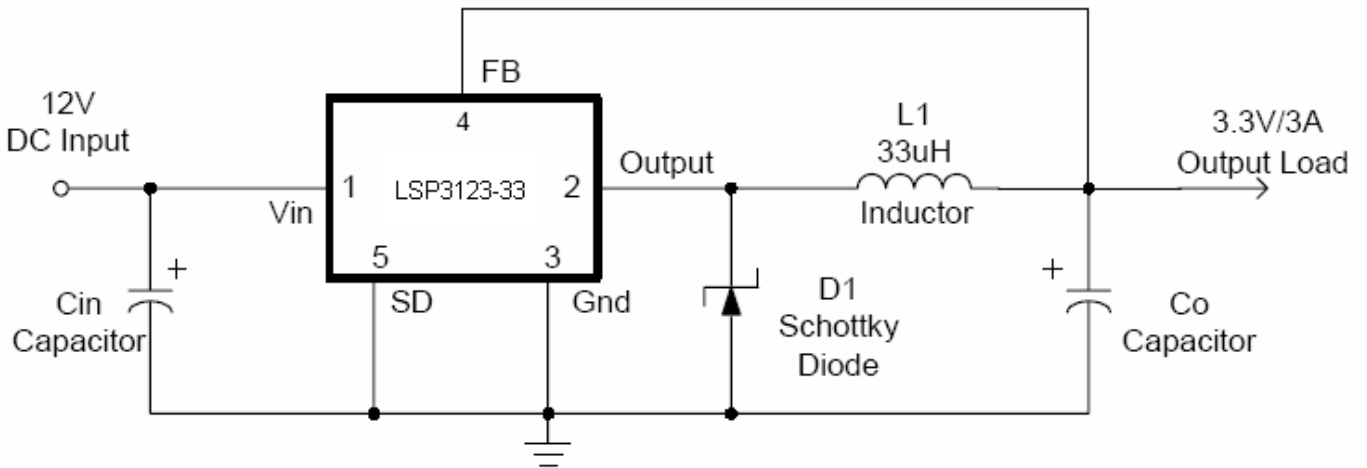 FB
12V
DC Input
4
L1
33uH
3.3V/3A
Output Load
1
LSP3123-33
2
Output
Vin
Inductor
5
3
SD
Gnd
+
+
Cin
Capacitor
D1
Schottky
Diode
Co
Capacitor